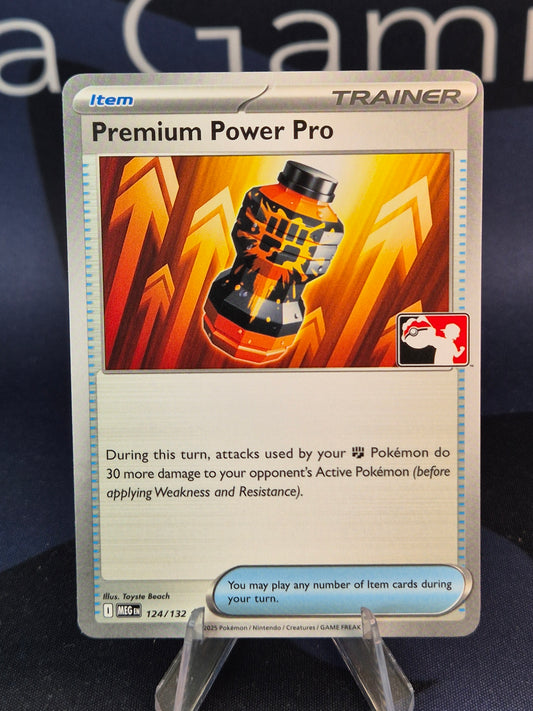 a Gami
Item
TRAINER
Premium Power Pro
During this turn, attacks used by your Pokémon do
30 more damage to your opponent's Active Pokémon (before
applying Weakness and Resistance).
You may play any number of Item cards during
your turn.
Illus. Toyste Beach
I MEG EN 124/132
2025 Pokémon / Nintendo / Creatures / GAME FREAK